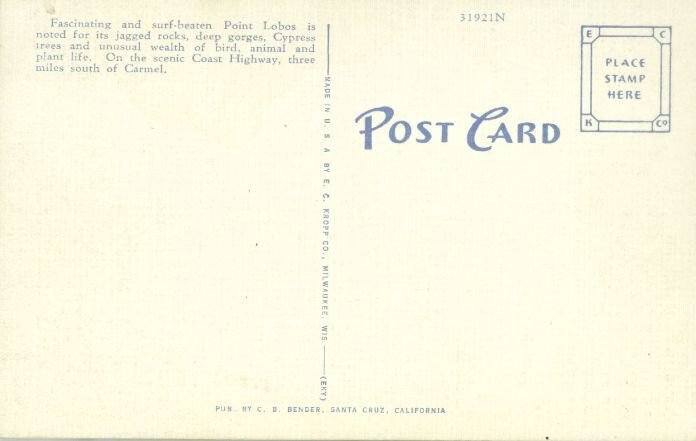 Fascinating and surf-beaten Point Lobos is
noted for its jagged rocks, deep gorges, Cypress
trees and unusual wealth of bird, animal and
plant life. On the scenic Coast Highway, three
miles south of Carmel.
31921N
E C
PLACE
STAMP
HERE
K CO
POST CARD
MADE IN U. S. A. BY E. C. KROPP CO., MILWAUKEE, WIS. (EKY)
PUB. BY C. B. BENDER, SANTA CRUZ, CALIFORNIA